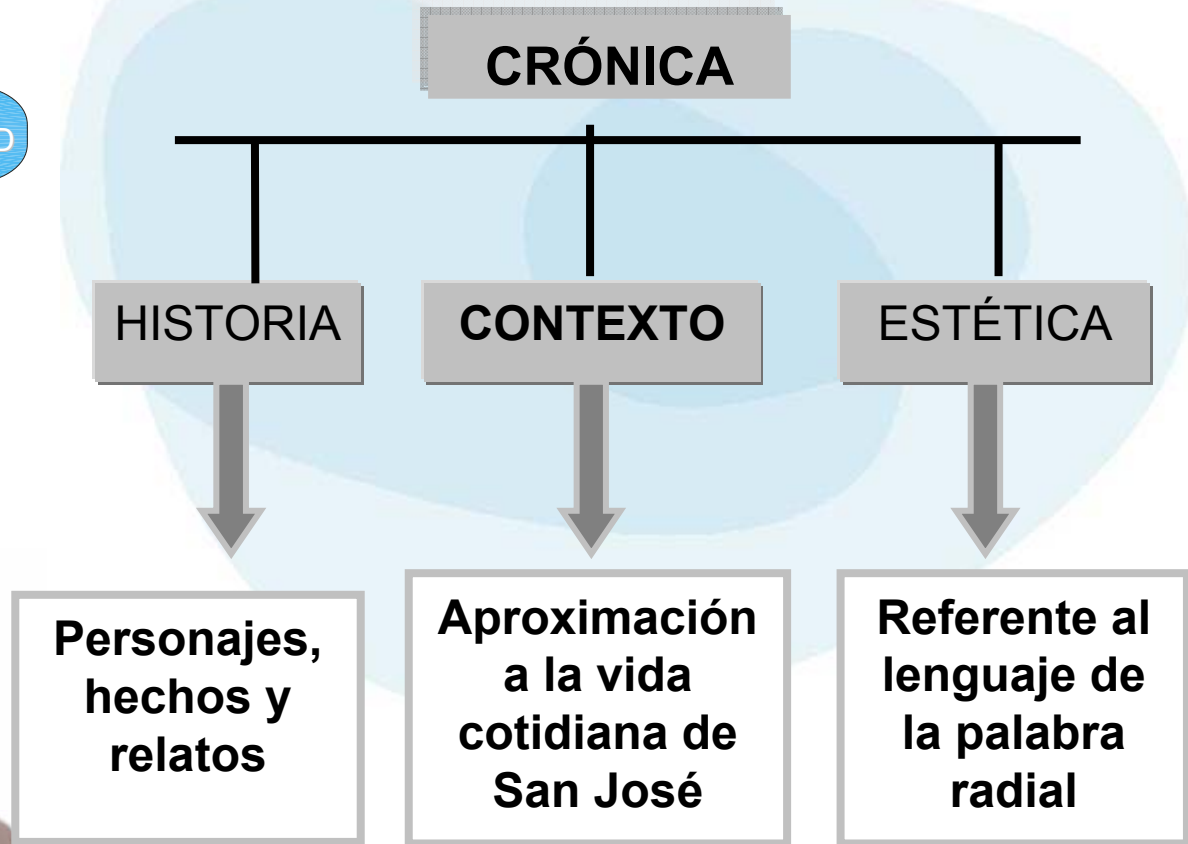 CRÓNICA
HISTORIA
CONTEXTO
ESTÉTICA
Personajes,
hechos y
relatos
Aproximación
a la vida
cotidiana de
San José
Referente al
lenguaje de
la palabra
radial